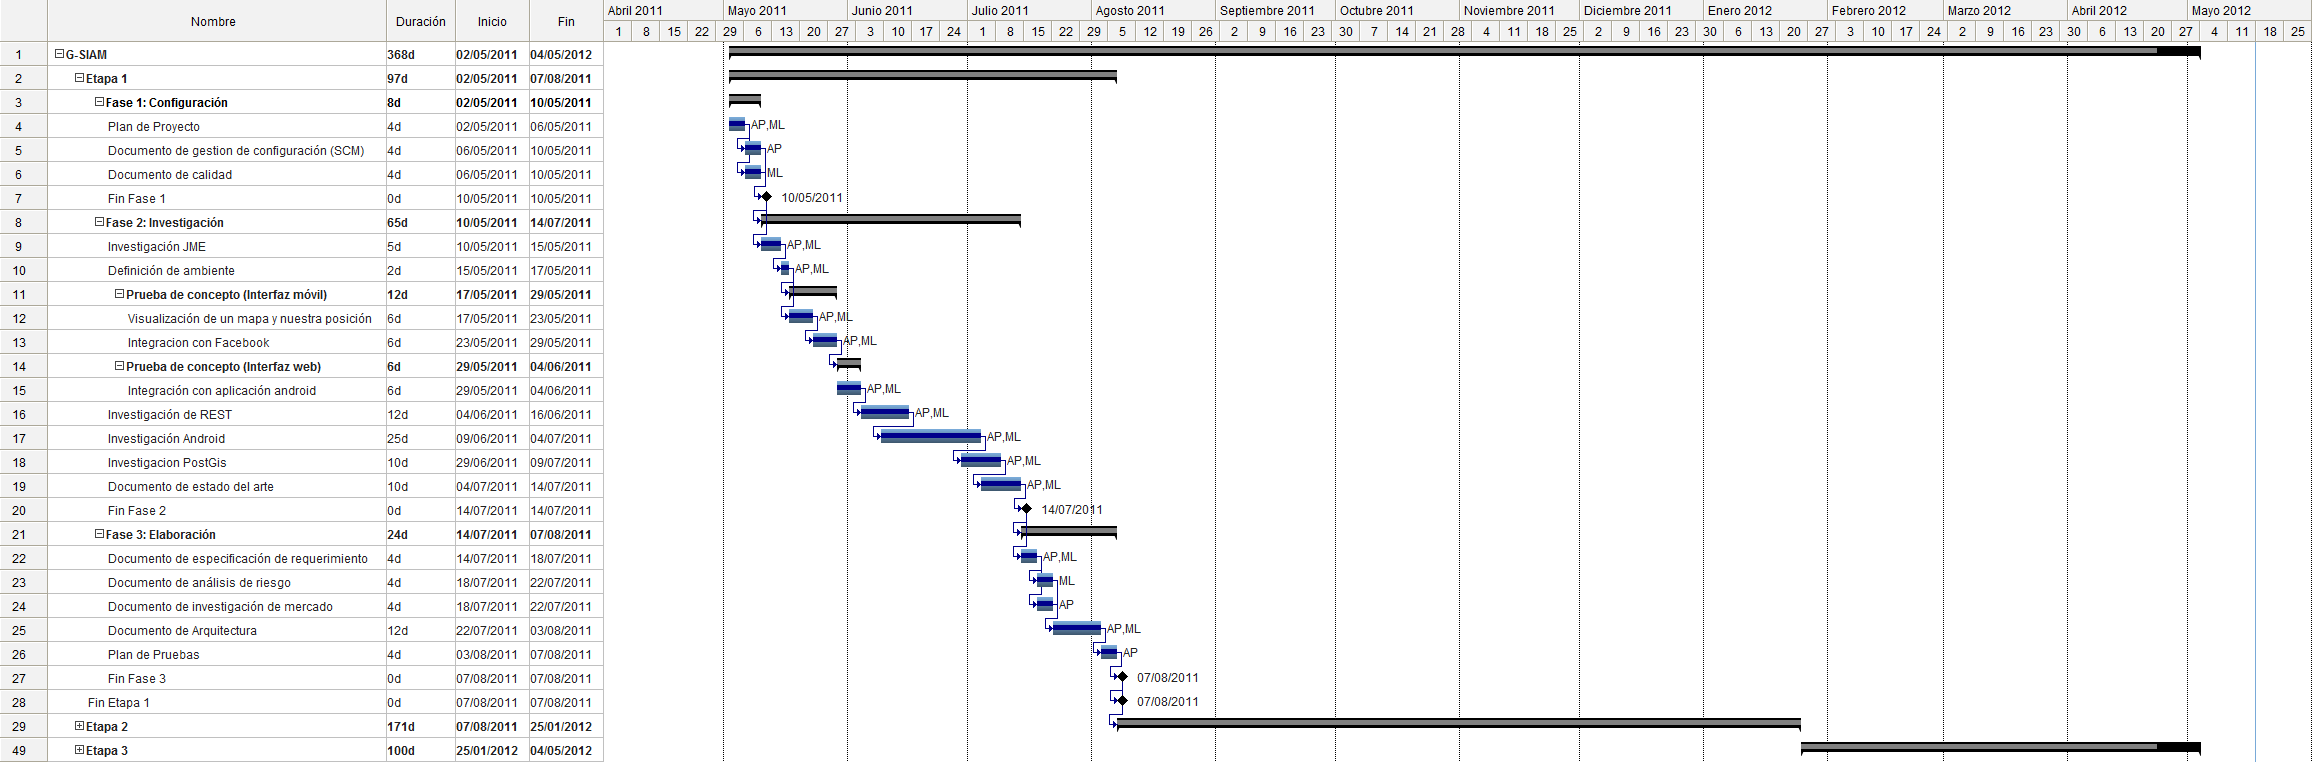 Nombre Duración Inicio Fin Abril 2011 Mayo 2011 Junio 2011 Julio 2011 Agosto 2011 Septiembre 2011 Octubre 2011 Noviembre 2011 Diciembre 2011 Enero 2012 Febrero 2012 Marzo 2012 Abril 2012 Mayo 2012
1 8 15 22 29 6 13 20 27 3 10 17 24 1 8 15 22 29 5 12 19 26 2 9 16 23 30 7 14 21 28 4 11 18 25 2 9 16 23 30 6 13 20 27 3 10 17 24 2 9 16 23 30 6 13 20 27 4 11 18 25
1 G-SIAM 368d 02/05/2011 04/05/2012
2 Etapa 1 97d 02/05/2011 07/08/2011
3 Fase 1: Configuración 8d 02/05/2011 10/05/2011
4 Plan de Proyecto 4d 02/05/2011 06/05/2011 AP,ML
5 Documento de gestion de configuración (SCM) 4d 06/05/2011 10/05/2011 AP
6 Documento de calidad 4d 06/05/2011 10/05/2011 ML
7 Fin Fase 1 0d 10/05/2011 10/05/2011 10/05/2011
8 Fase 2: Investigación 65d 10/05/2011 14/07/2011
9 Investigación JME 5d 10/05/2011 15/05/2011 AP,ML
10 Definición de ambiente 2d 15/05/2011 17/05/2011 AP,ML
11 Prueba de concepto (Interfaz móvil) 12d 17/05/2011 29/05/2011
12 Visualización de un mapa y nuestra posición 6d 17/05/2011 23/05/2011 AP,ML
13 Integracion con Facebook 6d 23/05/2011 29/05/2011 AP,ML
14 Prueba de concepto (Interfaz web) 6d 29/05/2011 04/06/2011
15 Integración con aplicación android 6d 29/05/2011 04/06/2011 AP,ML
16 Investigación de REST 12d 04/06/2011 16/06/2011 AP,ML
17 Investigación Android 25d 09/06/2011 04/07/2011 AP,ML
18 Investigacion PostGis 10d 29/06/2011 09/07/2011 AP,ML
19 Documento de estado del arte 10d 04/07/2011 14/07/2011 AP,ML
20 Fin Fase 2 0d 14/07/2011 14/07/2011 14/07/2011
21 Fase 3: Elaboración 24d 14/07/2011 07/08/2011
22 Documento de especificación de requerimiento 4d 14/07/2011 18/07/2011 AP,ML
23 Documento de análisis de riesgo 4d 18/07/2011 22/07/2011 ML
24 Documento de investigación de mercado 4d 18/07/2011 22/07/2011 AP
25 Documento de Arquitectura 12d 22/07/2011 03/08/2011 AP,ML
26 Plan de Pruebas 4d 03/08/2011 07/08/2011 AP
27 Fin Fase 3 0d 07/08/2011 07/08/2011 07/08/2011
28 Fin Etapa 1 0d 07/08/2011 07/08/2011 07/08/2011
29 Etapa 2 171d 07/08/2011 25/01/2012
49 Etapa 3 100d 25/01/2012 04/05/2012